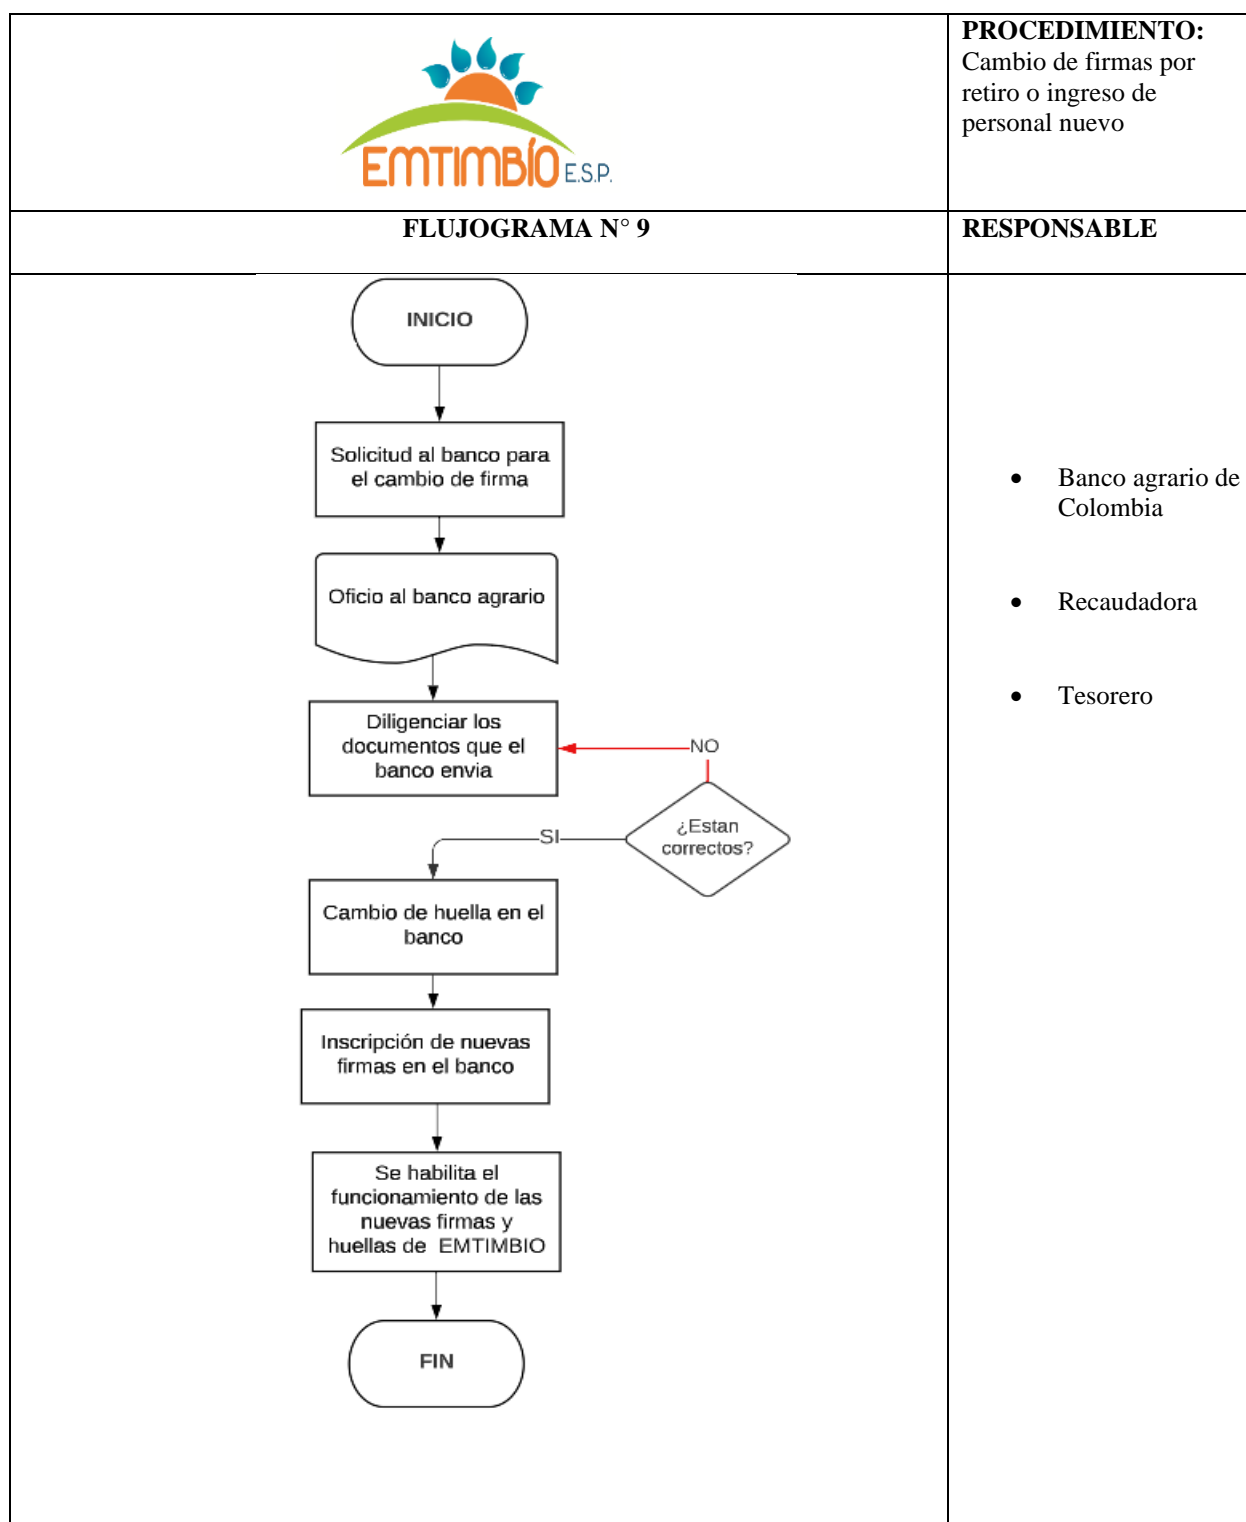 EMTIMBÍO E.S.P.
PROCEDIMIENTO:
Cambio de firmas por
retiro o ingreso de
personal nuevo
FLUJOGRAMA N° 9
RESPONSABLE
INICIO
Solicitud al banco para
el cambio de firma
Oficio al banco agrario
Diligenciar los
documentos que el
banco envia
NO
¿Estan
correctos?
SI
Cambio de huella en el
banco
Inscripción de nuevas
firmas en el banco
Se habilita el
funcionamiento de las
nuevas firmas y
huellas de EMTIMBIO
FIN
• Banco agrario de
Colombia
• Recaudadora
• Tesorero